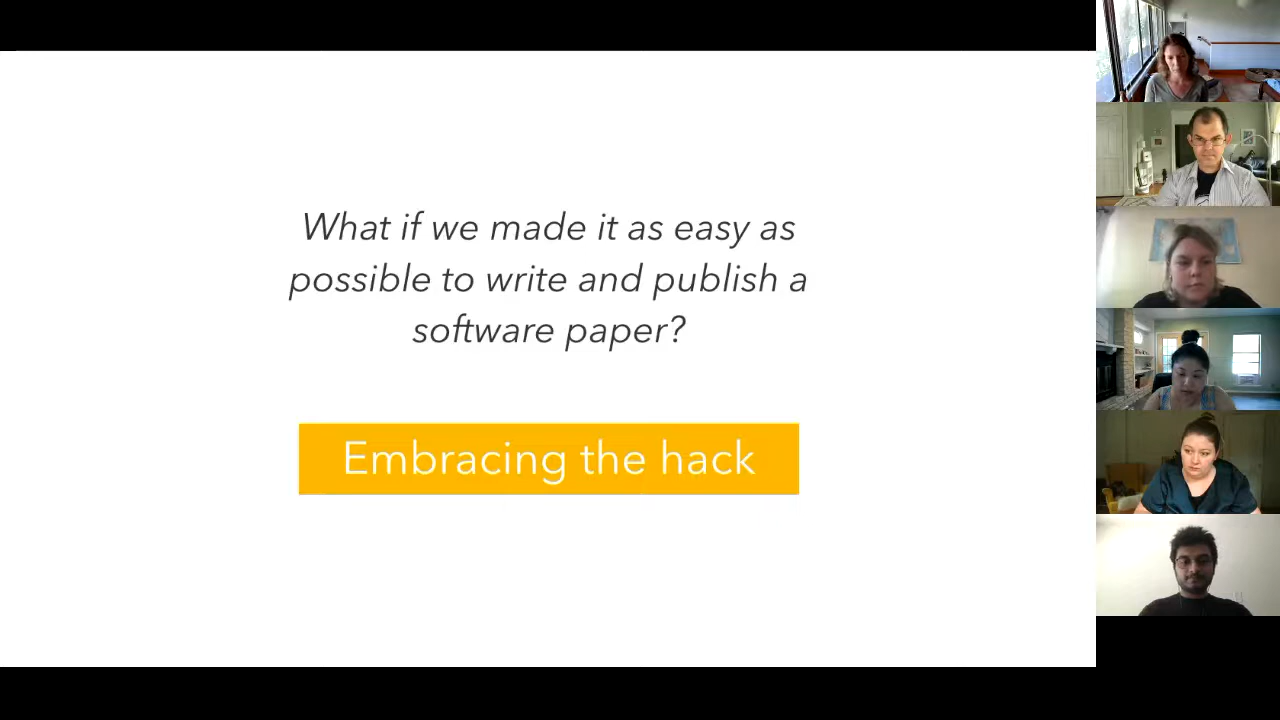 What if we made it as easy as
possible to write and publish a
software paper?
Embracing the hack